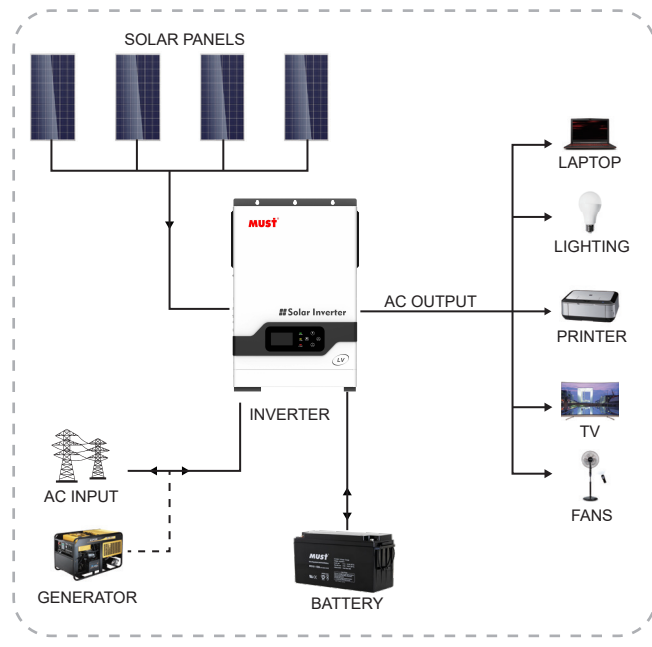 SOLAR PANELS
MUST
Solar Inverter
LV
INVERTER
AC OUTPUT
LAPTOP
LIGHTING
PRINTER
TV
FANS
AC INPUT
GENERATOR
MUST
BATTERY